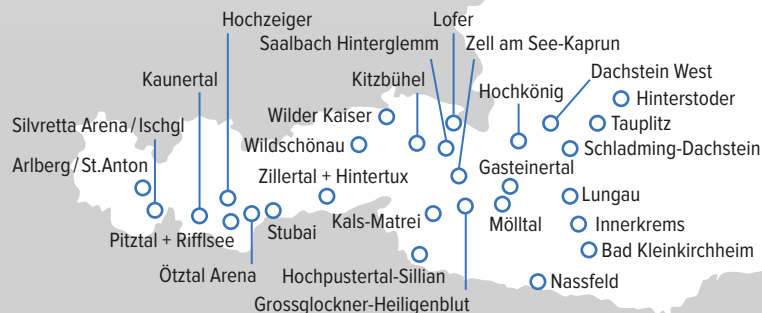 Hochzeiger
Lofer
Saalbach Hinterglemm
Zell am See-Kaprun
Kaunertal
Kitzbühel
Dachstein West
Hochkönig
Hinterstoder
Silvretta Arena/Ischgl
Wilder Kaiser
Tauplitz
Wildschönau
Schladming-Dachstein
Arlberg/St.Anton
Zillertal + Hintertux
Gasteinertal
Lungau
Kals-Matrei
Mölltal
Innerkrems
Pitztal + Rifflsee
Stubai
Bad Kleinkirchheim
Ötztal Arena
Hochpustertal-Sillian
Nassfeld
Grossglockner-Heiligenblut